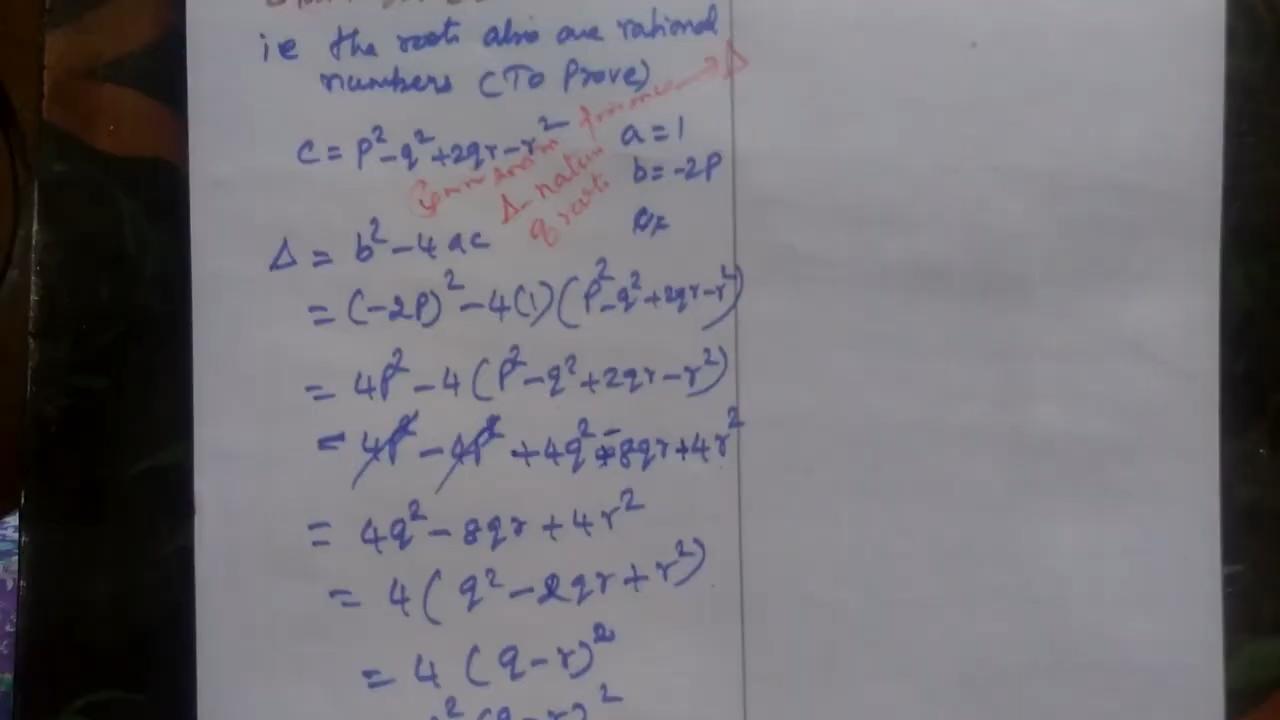 ie the roots also are rational
numbers (To Prove)
Δ
c = p²-q²+2qr-r²
a = 1
b = -2p
Δ
Δ = b²-4ac
= (-2p)²-4(1)(p²-q²+2qr-r²)
= 4p²-4(p²-q²+2qr-r²)
= 4p²-4p²+4q²-8qr+4r²
= 4q²-8qr+4r²
= 4(q²-2qr+r²)
= 4(q-r)²
²(q-r)²